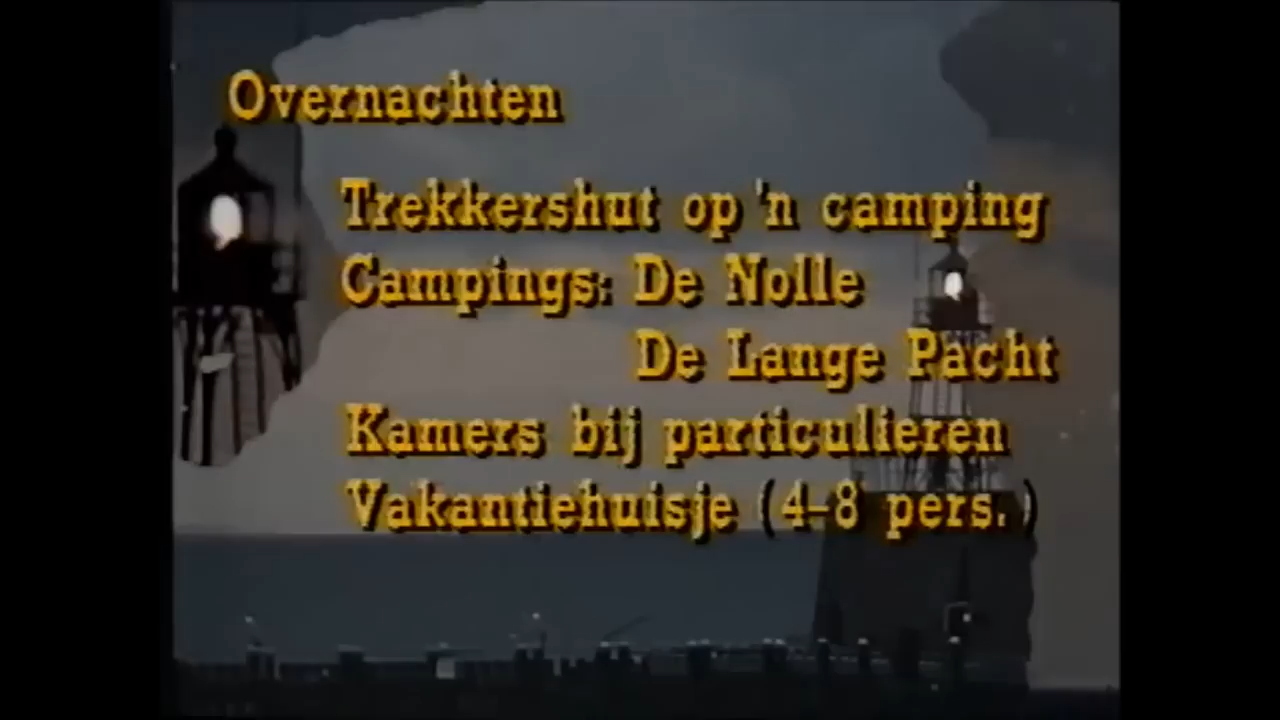 Overnachten
Trekkershut op 'n camping
Campings: De Nolle
De Lange Pacht
Kamers bij particulieren
Vakantiehuisje (4-8 pers.)